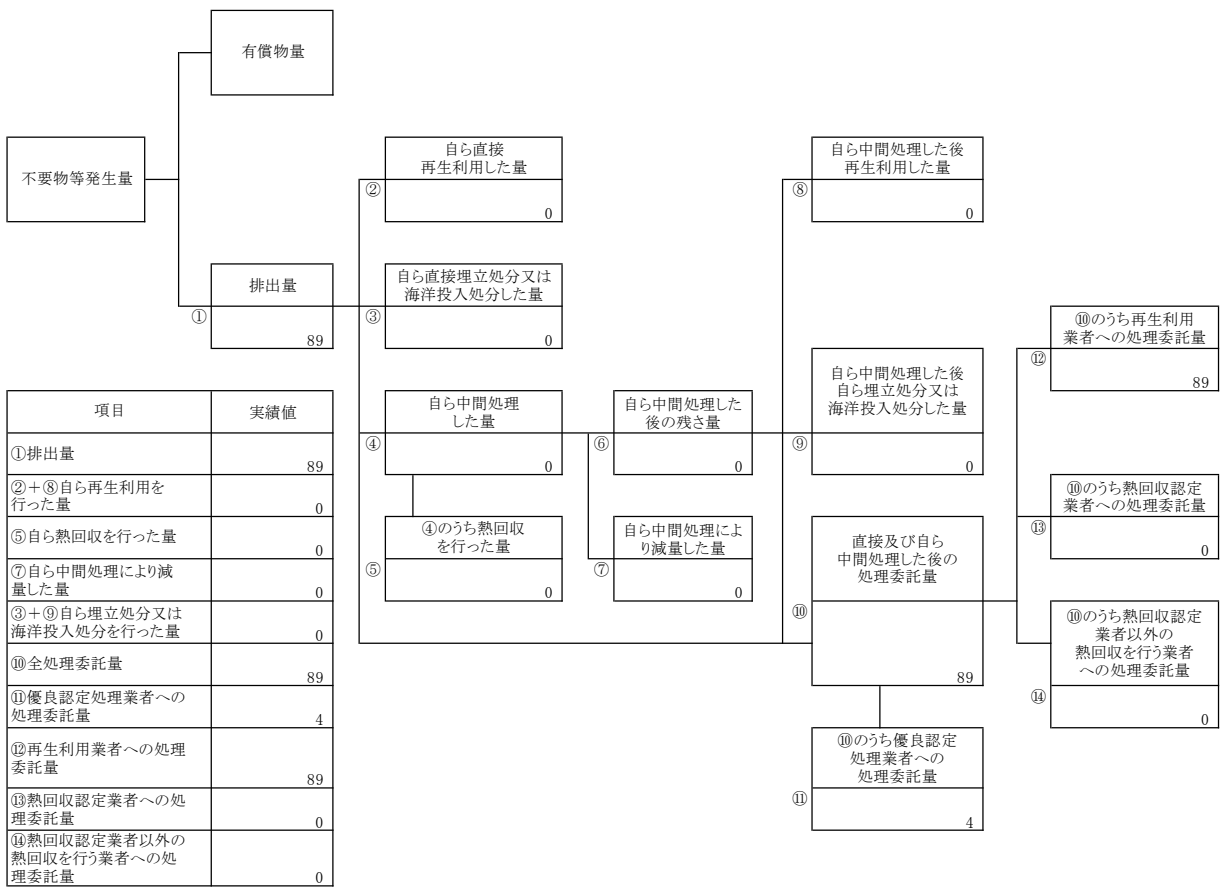 有償物量
不要物等発生量
自ら直接
再生利用した量
②
0
自ら中間処理した後
再生利用した量
⑧
0
排出量
①
89
自ら直接埋立処分又は
海洋投入処分した量
③
0
⑩のうち再生利用
業者への処理委託量
⑫
89
自ら中間処理
した量
④
0
自ら中間処理した
後の残さ量
⑥
0
自ら中間処理した後
自ら埋立処分又は
海洋投入処分した量
⑨
0
⑩のうち熱回収認定
業者への処理委託量
⑬
0
④のうち熱回収
を行った量
⑤
0
自ら中間処理によ
り減量した量
⑦
0
直接及び自ら
中間処理した後の
処理委託量
⑩
89
⑩のうち熱回収認定
業者以外の
熱回収を行う業者
への処理委託量
⑭
0
⑩のうち優良認定
処理業者への
処理委託量
⑪
4
項目 実績値
①排出量
89
②+⑧自ら再生利用を
行った量 0
⑤自ら熱回収を行った量
0
⑦自ら中間処理により減
量した量 0
③+⑨自ら埋立処分又は
海洋投入処分を行った量 0
⑩全処理委託量
89
⑪優良認定処理業者への
処理委託量 4
⑫再生利用業者への処理
委託量
89
⑬熱回収認定業者への処
理委託量 0
⑭熱回収認定業者以外の
熱回収を行う業者への処
理委託量 0